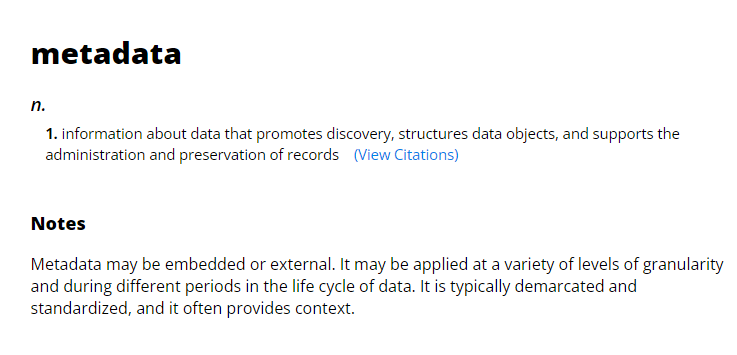 metadata
n.
1. information about data that promotes discovery, structures data objects, and supports the
administration and preservation of records (View Citations)
Notes
Metadata may be embedded or external. It may be applied at a variety of levels of granularity
and during different periods in the life cycle of data. It is typically demarcated and
standardized, and it often provides context.